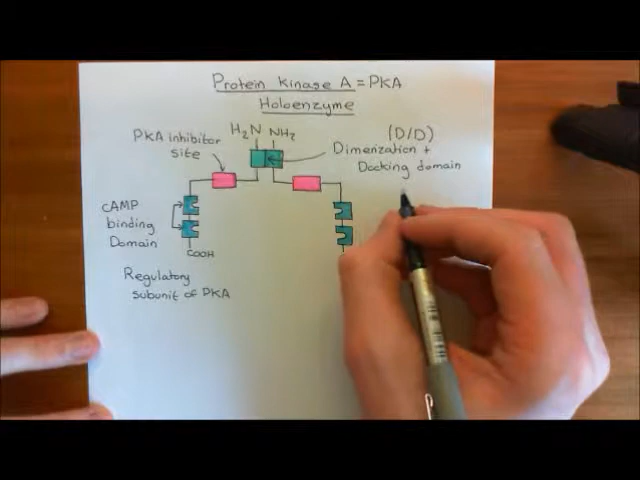 Protein kinase A = PKA
Holoenzyme
H₂N NH₂
PKA inhibitor
site
(D/D)
Dimerization +
Docking domain
cAMP
binding
Domain
COOH
Regulatory
subunit of PKA